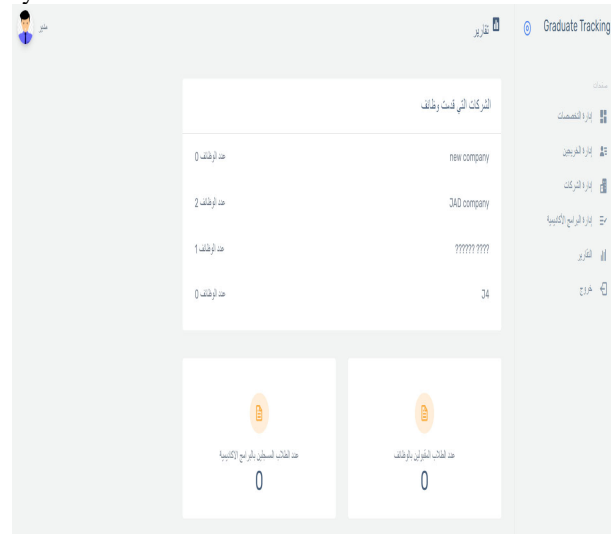 Graduate Tracking
صفحات
إدارة التخصصات
إدارة الخريجين
إدارة الشركات
إدارة البرامج الأكاديمية
التقارير
خروج
تقارير
مدير
الشركات التي قدمت وظائف
new company
عدد الوظائف 0
JAD company
عدد الوظائف 2
?????? ????
عدد الوظائف 1
J4
عدد الوظائف 0
عدد الطلاب المقبولين بالوظائف
0
عدد الطلاب المسجلين بالبرامج الاكاديمية
0